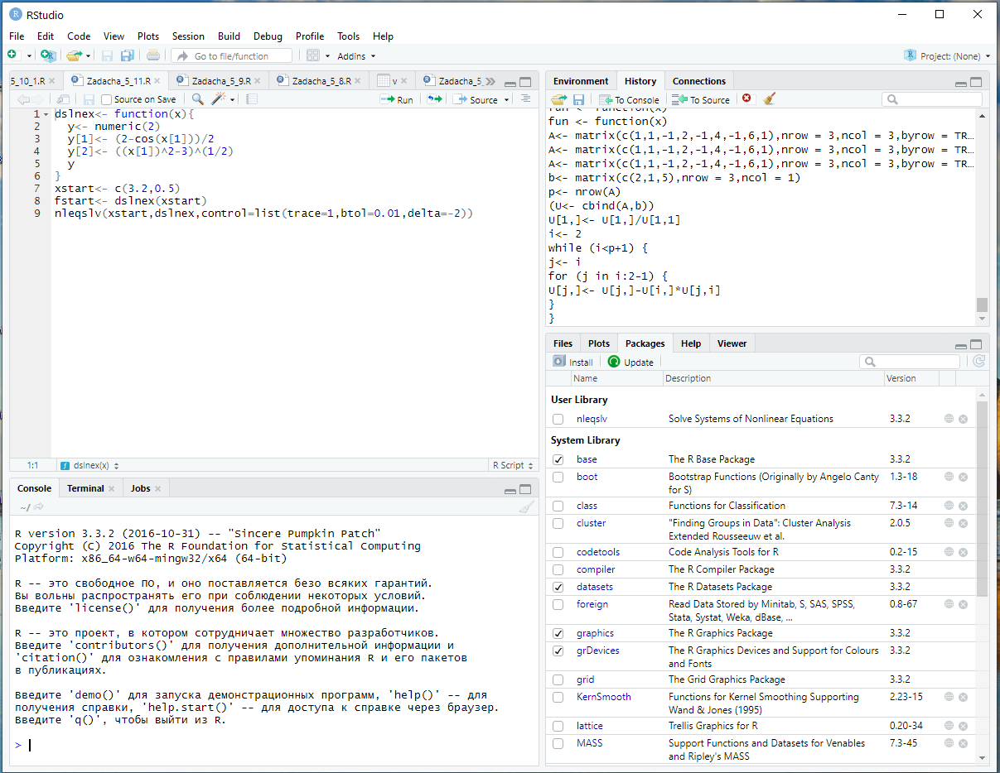 RStudio
File Edit Code View Plots Session Build Debug Profile Tools Help
Go to file/function Addins Project: (None)
5_10_1.R Zadacha_5_11.R Zadacha_5_9.R Zadacha_5_8.R v Zadacha_5_
Source on Save Run Source
1 dslnex<- function(x){
2 y<- numeric(2)
3 y[1]<- (2-cos(x[1]))/2
4 y[2]<- ((x[1])^2-3)^(1/2)
5 y
6 }
7 xstart<- c(3.2,0.5)
8 fstart<- dslnex(xstart)
9 nleqslv(xstart,dslnex,control=list(trace=1,btol=0.01,delta=-2))
1:1 dslnex(x) R Script
Console Terminal Jobs
~/
R version 3.3.2 (2016-10-31) -- "Sincere Pumpkin Patch"
Copyright (C) 2016 The R Foundation for Statistical Computing
Platform: x86_64-w64-mingw32/x64 (64-bit)
R -- это свободное ПО, и оно поставляется безо всяких гарантий.
Вы вольны распространять его при соблюдении некоторых условий.
Введите 'license()' для получения более подробной информации.
R -- это проект, в котором сотрудничает множество разработчиков.
Введите 'contributors()' для получения дополнительной информации и
'citation()' для ознакомления с правилами упоминания R и его пакетов
в публикациях.
Введите 'demo()' для запуска демонстрационных программ, 'help()' -- для
получения справки, 'help.start()' -- для доступа к справке через браузер.
Введите 'q()', чтобы выйти из R.
>
Environment History Connections
To Console To Source
fun <- function(x)
fun <- function(x)
A<- matrix(c(1,1,-1,2,-1,4,-1,6,1),nrow = 3,ncol = 3,byrow = TR…
A<- matrix(c(1,1,-1,2,-1,4,-1,6,1),nrow = 3,ncol = 3,byrow = TR…
A<- matrix(c(1,1,-1,2,-1,4,-1,6,1),nrow = 3,ncol = 3,byrow = TR…
b<- matrix(c(2,1,5),nrow = 3,ncol = 1)
p<- nrow(A)
(U<- cbind(A,b))
U[1,]<- U[1,]/U[1,1]
i<- 2
while (i<p+1) {
j<- i
for (j in i:2-1) {
U[j,]<- U[j,]-U[i,]*U[j,i]
}
}
Files Plots Packages Help Viewer
Install Update
Name Description Version
User Library
nleqslv Solve Systems of Nonlinear Equations 3.3.2
System Library
base The R Base Package 3.3.2
boot Bootstrap Functions (Originally by Angelo Canty 1.3-18
for S)
class Functions for Classification 7.3-14
cluster "Finding Groups in Data": Cluster Analysis 2.0.5
Extended Rousseeuw et al.
codetools Code Analysis Tools for R 0.2-15
compiler The R Compiler Package 3.3.2
datasets The R Datasets Package 3.3.2
foreign Read Data Stored by Minitab, S, SAS, SPSS, 0.8-67
Stata, Systat, Weka, dBase, ...
graphics The R Graphics Package 3.3.2
grDevices The R Graphics Devices and Support for Colours 3.3.2
and Fonts
grid The Grid Graphics Package 3.3.2
KernSmooth Functions for Kernel Smoothing Supporting 2.23-15
Wand & Jones (1995)
lattice Trellis Graphics for R 0.20-34
MASS Support Functions and Datasets for Venables 7.3-45
and Ripley's MASS